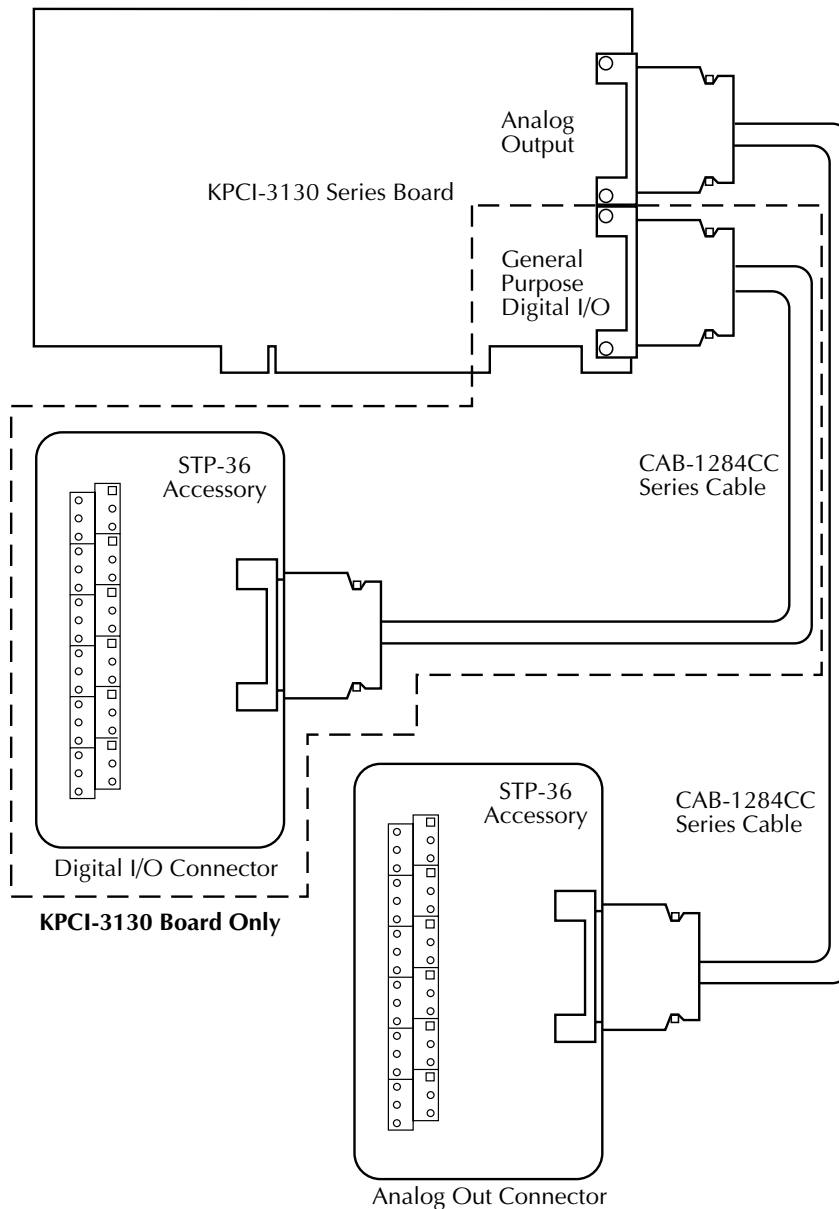 Analog
Output
KPCI-3130 Series Board
General
Purpose
Digital I/O
STP-36
Accessory
CAB-1284CC
Series Cable
Digital I/O Connector
KPCI-3130 Board Only
STP-36
Accessory
CAB-1284CC
Series Cable
Analog Out Connector